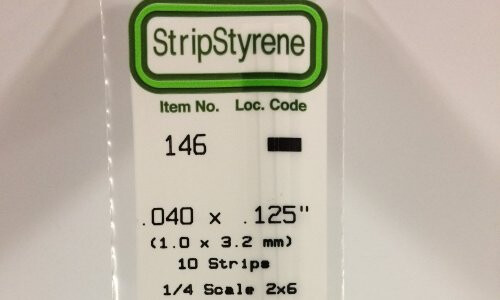 StripStyrene
Item No. Loc. Code
146
.040 x .125"
(1.0 x 3.2 mm)
10 Strips
1/4 Scale 2x6